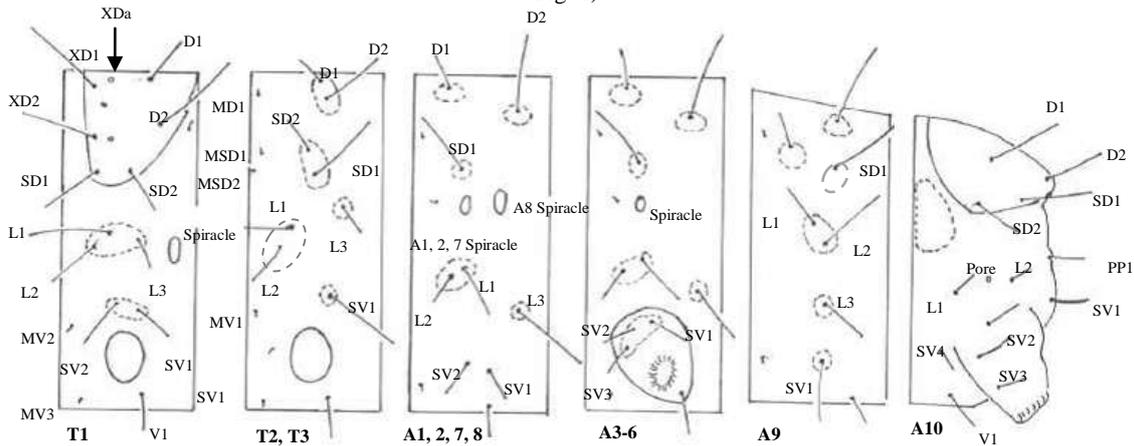 XDa
XD1
D1
XD2
D2
SD1
SD2
L1
Spiracle
L2
L3
MV2
SV2
SV1
MV3
V1
T1
D1
D2
MD1
SD2
MSD1
SD1
MSD2
L1
L3
L2
SV1
MV1
SV1
T2, T3
D1
D2
SD1
A8 Spiracle
A1, 2, 7 Spiracle
L1
L2
L3
SV2
SV1
A1, 2, 7, 8
Spiracle
SV2
SV1
SV3
A3-6
SD1
L1
L2
L3
SV1
A9
D1
D2
SD1
SD2
Pore
L2
PP1
L1
SV1
SV2
SV4
SV3
V1
A10